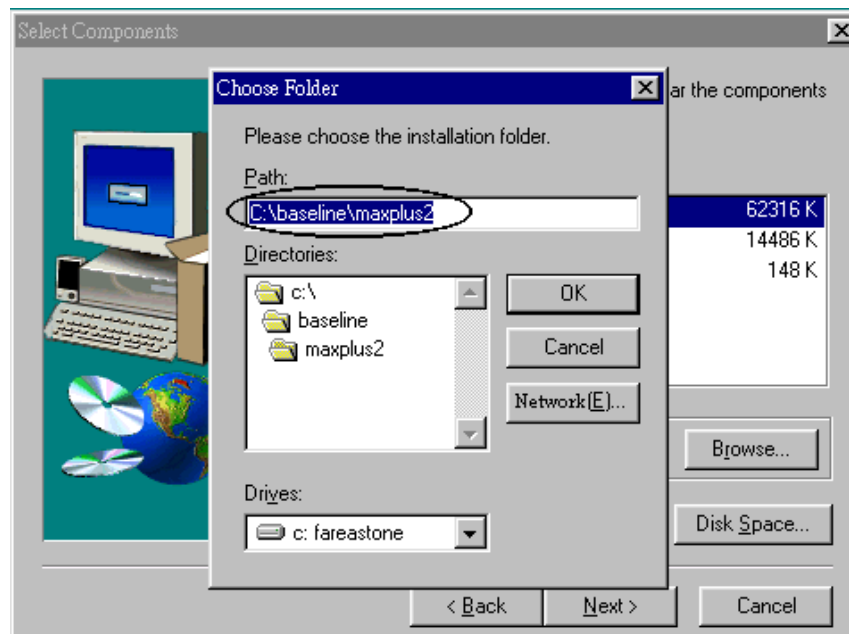 Select Components
Choose Folder
ar the components
Please choose the installation folder.
Path:
C:\baseline\maxplus2
62316 K
14486 K
148 K
Directories:
c:\
baseline
maxplus2
OK
Cancel
Network(E)...
Browse...
Drives:
c: fareastone
Disk Space...
< Back
Next >
Cancel